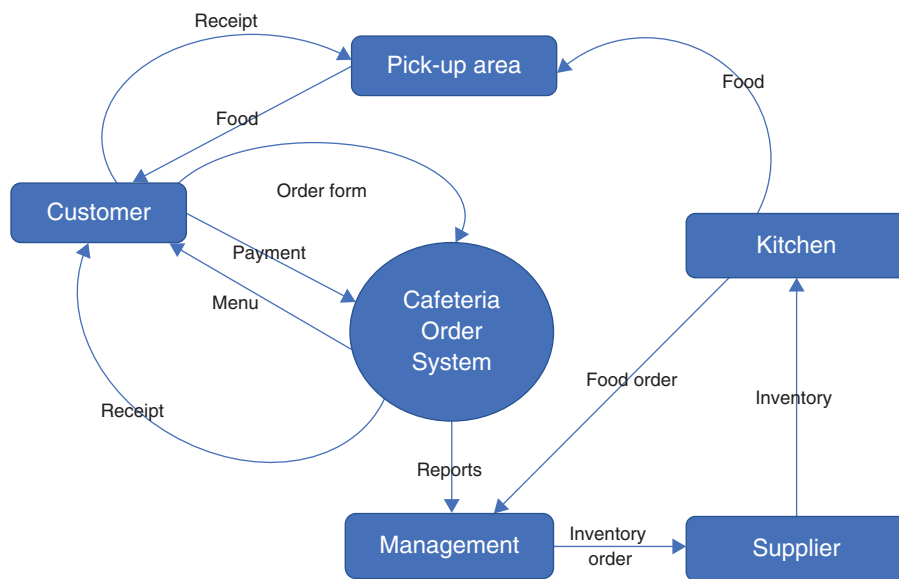 Receipt
Pick-up area
Food
Food
Order form
Customer
Kitchen
Payment
Menu
Cafeteria
Order
System
Food order
Inventory
Receipt
Reports
Management
Inventory
order
Supplier